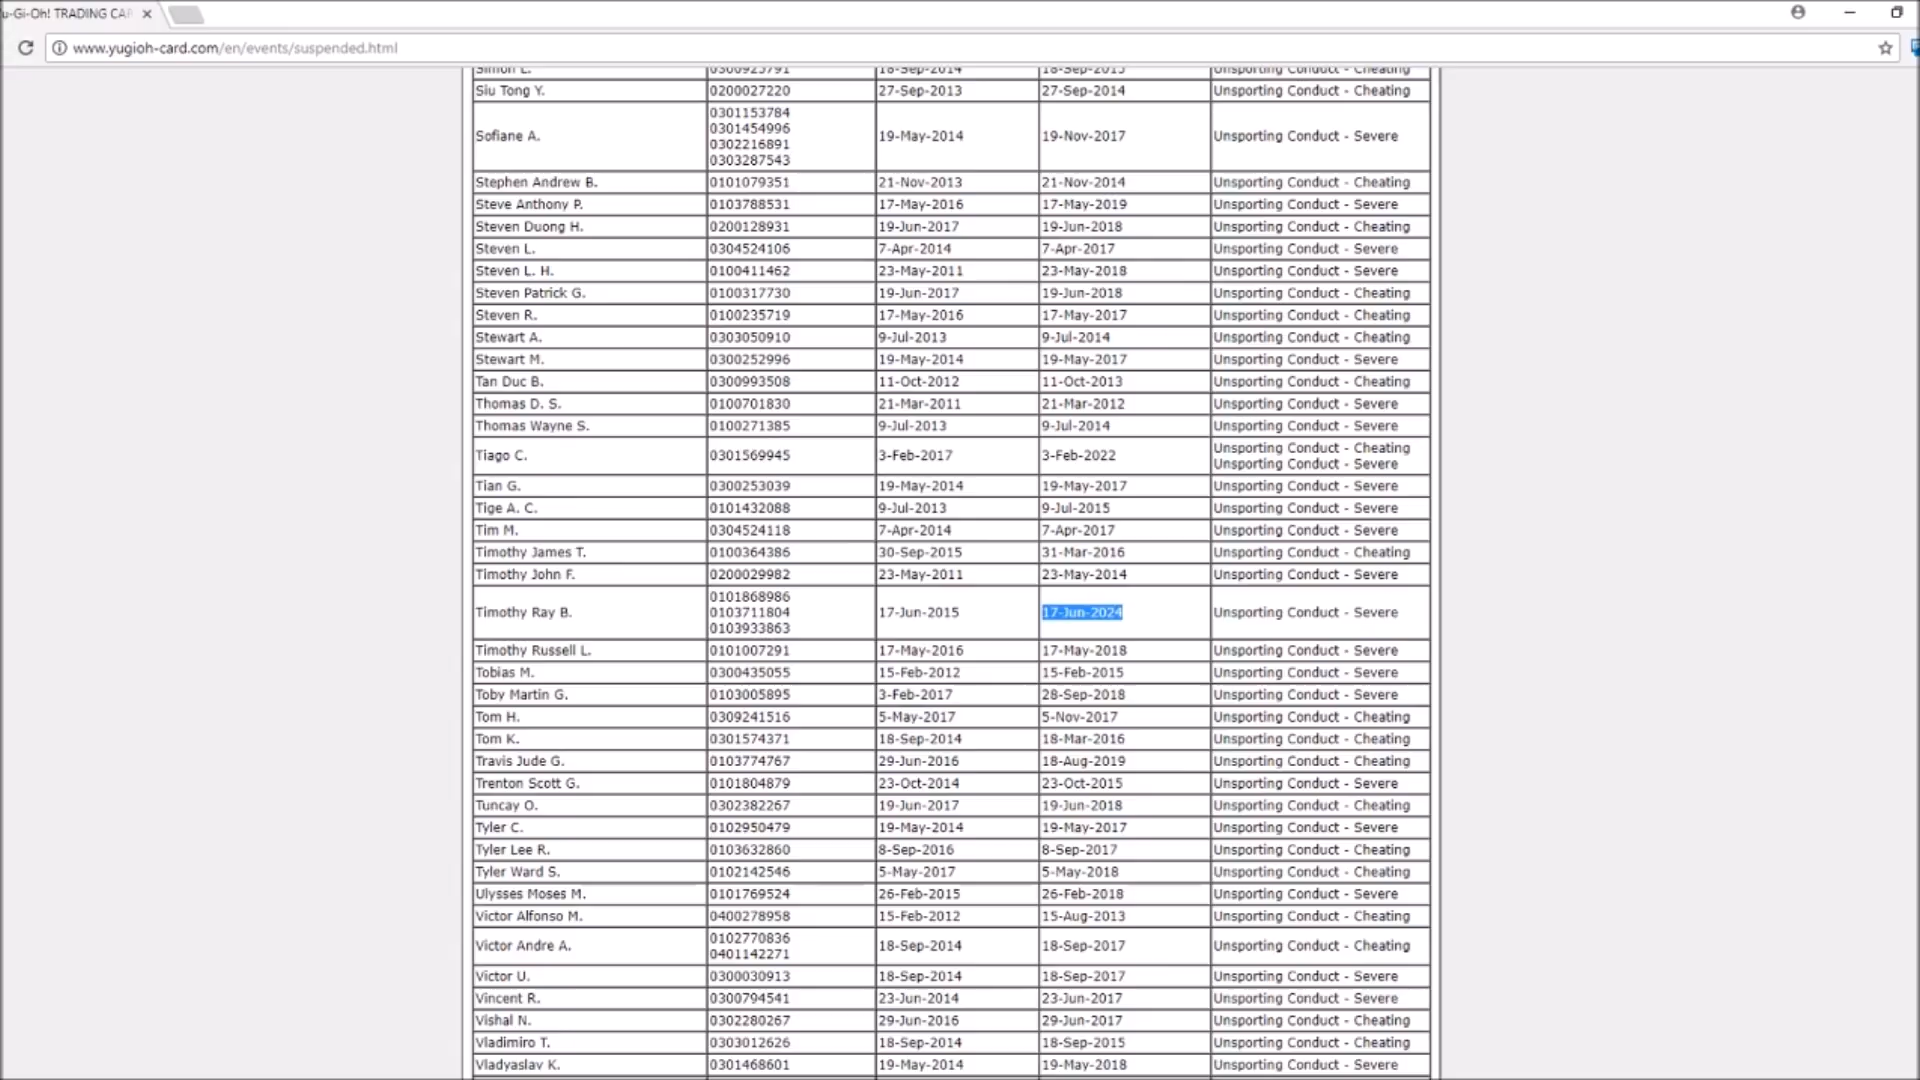 u-Gi-Oh! TRADING CA
www.yugioh-card.com/en/events/suspended.html
Simon L. 0300925791 18-Sep-2014 18-Sep-2015 Unsporting Conduct - Cheating
Siu Tong Y. 0200027220 27-Sep-2013 27-Sep-2014 Unsporting Conduct - Cheating
0301153784
0301454996
Sofiane A. 19-May-2014 19-Nov-2017 Unsporting Conduct - Severe
0302216891
0303287543
Stephen Andrew B. 0101079351 21-Nov-2013 21-Nov-2014 Unsporting Conduct - Cheating
Steve Anthony P. 0103788531 17-May-2016 17-May-2019 Unsporting Conduct - Severe
Steven Duong H. 0200128931 19-Jun-2017 19-Jun-2018 Unsporting Conduct - Cheating
Steven L. 0304524106 7-Apr-2014 7-Apr-2017 Unsporting Conduct - Severe
Steven L. H. 0100411462 23-May-2011 23-May-2018 Unsporting Conduct - Severe
Steven Patrick G. 0100317730 19-Jun-2017 19-Jun-2018 Unsporting Conduct - Cheating
Steven R. 0100235719 17-May-2016 17-May-2017 Unsporting Conduct - Cheating
Stewart A. 0303050910 9-Jul-2013 9-Jul-2014 Unsporting Conduct - Cheating
Stewart M. 0300252996 19-May-2014 19-May-2017 Unsporting Conduct - Severe
Tan Duc B. 0300993508 11-Oct-2012 11-Oct-2013 Unsporting Conduct - Cheating
Thomas D. S. 0100701830 21-Mar-2011 21-Mar-2012 Unsporting Conduct - Severe
Thomas Wayne S. 0100271385 9-Jul-2013 9-Jul-2014 Unsporting Conduct - Severe
Unsporting Conduct - Cheating
Tiago C. 0301569945 3-Feb-2017 3-Feb-2022
Unsporting Conduct - Severe
Tian G. 0300253039 19-May-2014 19-May-2017 Unsporting Conduct - Severe
Tige A. C. 0101432088 9-Jul-2013 9-Jul-2015 Unsporting Conduct - Severe
Tim M. 0304524118 7-Apr-2014 7-Apr-2017 Unsporting Conduct - Severe
Timothy James T. 0100364386 30-Sep-2015 31-Mar-2016 Unsporting Conduct - Cheating
Timothy John F. 0200029982 23-May-2011 23-May-2014 Unsporting Conduct - Severe
0101868986
Timothy Ray B. 0103711804 17-Jun-2015 17-Jun-2024 Unsporting Conduct - Severe
0103933863
Timothy Russell L. 0101007291 17-May-2016 17-May-2018 Unsporting Conduct - Severe
Tobias M. 0300435055 15-Feb-2012 15-Feb-2015 Unsporting Conduct - Severe
Toby Martin G. 0103005895 3-Feb-2017 28-Sep-2018 Unsporting Conduct - Severe
Tom H. 0309241516 5-May-2017 5-Nov-2017 Unsporting Conduct - Cheating
Tom K. 0301574371 18-Sep-2014 18-Mar-2016 Unsporting Conduct - Cheating
Travis Jude G. 0103774767 29-Jun-2016 18-Aug-2019 Unsporting Conduct - Cheating
Trenton Scott G. 0101804879 23-Oct-2014 23-Oct-2015 Unsporting Conduct - Severe
Tuncay O. 0302382267 19-Jun-2017 19-Jun-2018 Unsporting Conduct - Cheating
Tyler C. 0102950479 19-May-2014 19-May-2017 Unsporting Conduct - Severe
Tyler Lee R. 0103632860 8-Sep-2016 8-Sep-2017 Unsporting Conduct - Cheating
Tyler Ward S. 0102142546 5-May-2017 5-May-2018 Unsporting Conduct - Cheating
Ulysses Moses M. 0101769524 26-Feb-2015 26-Feb-2018 Unsporting Conduct - Severe
Victor Alfonso M. 0400278958 15-Feb-2012 15-Aug-2013 Unsporting Conduct - Cheating
0102770836
Victor Andre A. 18-Sep-2014 18-Sep-2017 Unsporting Conduct - Cheating
0401142271
Victor U. 0300030913 18-Sep-2014 18-Sep-2017 Unsporting Conduct - Severe
Vincent R. 0300794541 23-Jun-2014 23-Jun-2017 Unsporting Conduct - Severe
Vishal N. 0302280267 29-Jun-2016 29-Jun-2017 Unsporting Conduct - Cheating
Vladimiro T. 0303012626 18-Sep-2014 18-Sep-2015 Unsporting Conduct - Cheating
Vladyaslav K. 0301468601 19-May-2014 19-May-2018 Unsporting Conduct - Severe